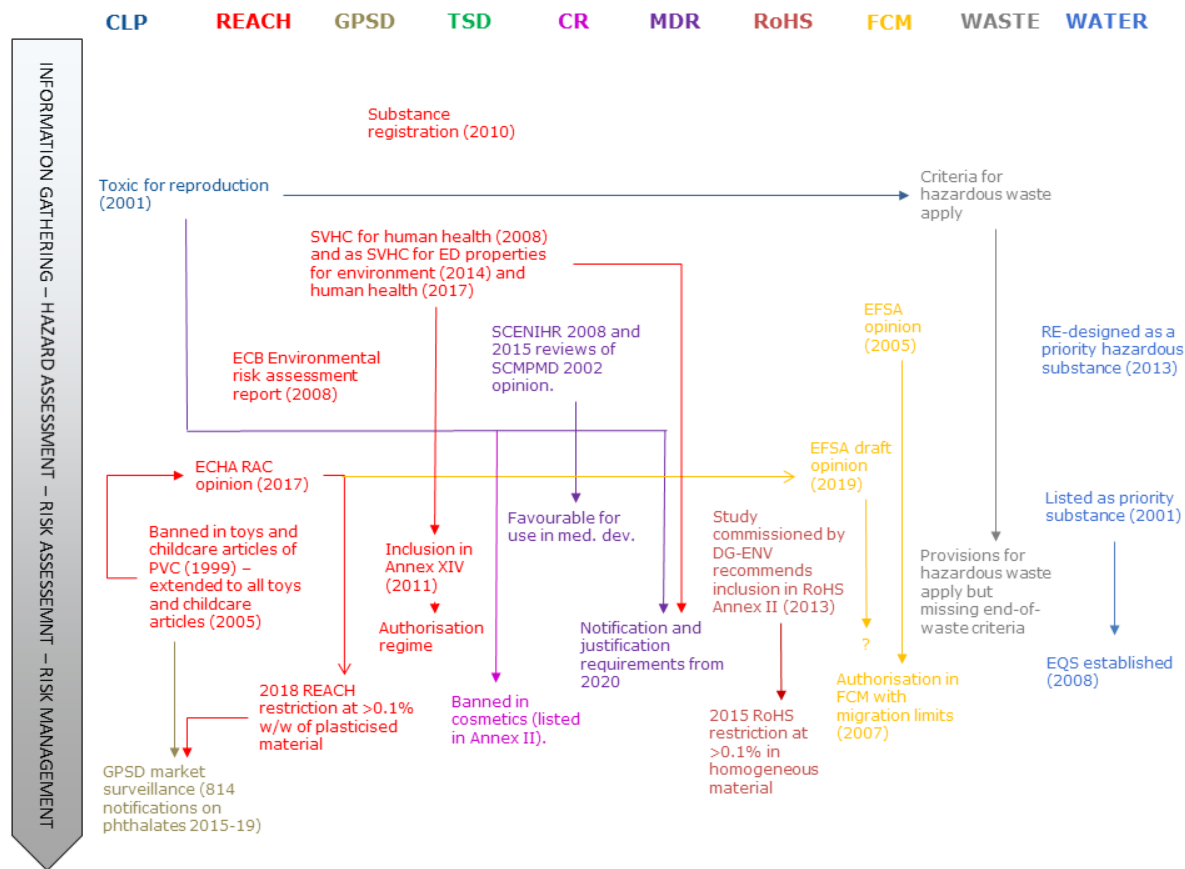 CLP REACH GPSD TSD CR MDR RoHS FCM WASTE WATER
INFORMATION GATHERING – HAZARD ASSESSMENT – RISK ASSESSEMNT – RISK MANAGEMENT
Substance
registration (2010)
Toxic for reproduction
(2001)
Criteria for
hazardous waste
apply
SVHC for human health (2008)
and as SVHC for ED properties
for environment (2014) and
human health (2017)
SCENIHR 2008 and
2015 reviews of
SCMPMD 2002
opinion.
EFSA
opinion
(2005)
RE-designed as a
priority hazardous
substance (2013)
ECB Environmental
risk assessment
report (2008)
ECHA RAC
opinion (2017)
EFSA draft
opinion
(2019)
Listed as priority
substance (2001)
Banned in toys and
childcare articles of
PVC (1999) –
extended to all toys
and childcare
articles (2005)
Inclusion in
Annex XIV
(2011)
Authorisation
regime
Favourable for
use in med. dev.
Study
commissioned by
DG-ENV
recommends
inclusion in RoHS
Annex II (2013)
Provisions for
hazardous waste
apply but
missing end-of-
waste criteria
Notification and
justification
requirements from
2020
?
EQS established
(2008)
2018 REACH
restriction at >0.1%
w/w of plasticised
material
Banned in
cosmetics (listed
in Annex II).
2015 RoHS
restriction at
>0.1% in
homogeneous
material
Authorisation in
FCM with
migration limits
(2007)
GPSD market
surveillance (814
notifications on
phthalates 2015-19)